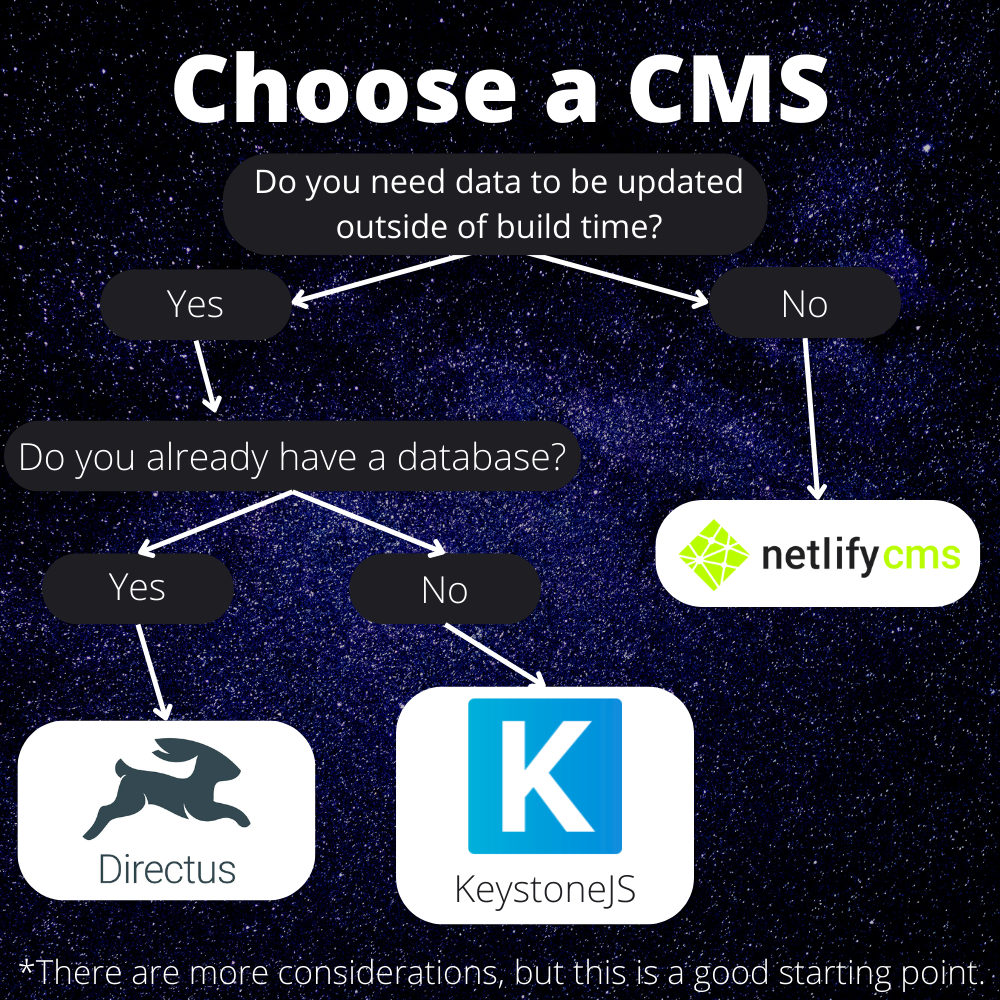 Choose a CMS
Do you need data to be updated
outside of build time?
Yes
No
Do you already have a database?
netlifycms
Yes
No
K
Directus
KeystoneJS
*There are more considerations, but this is a good starting point.